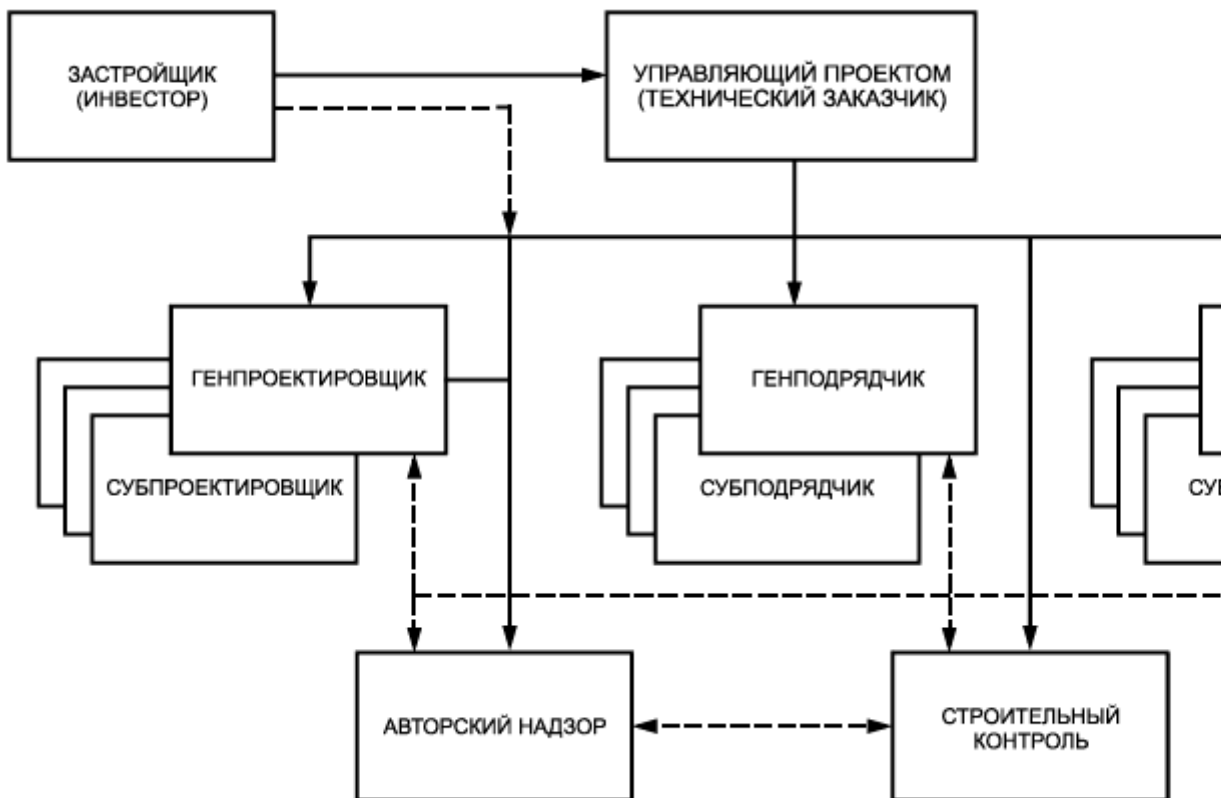 ЗАСТРОЙЩИК
(ИНВЕСТОР)
УПРАВЛЯЮЩИЙ ПРОЕКТОМ
(ТЕХНИЧЕСКИЙ ЗАКАЗЧИК)
ГЕНПРОЕКТИРОВЩИК
ГЕНПОДРЯДЧИК
СУБПРОЕКТИРОВЩИК
СУБПОДРЯДЧИК
АВТОРСКИЙ НАДЗОР
СТРОИТЕЛЬНЫЙ
КОНТРОЛЬ